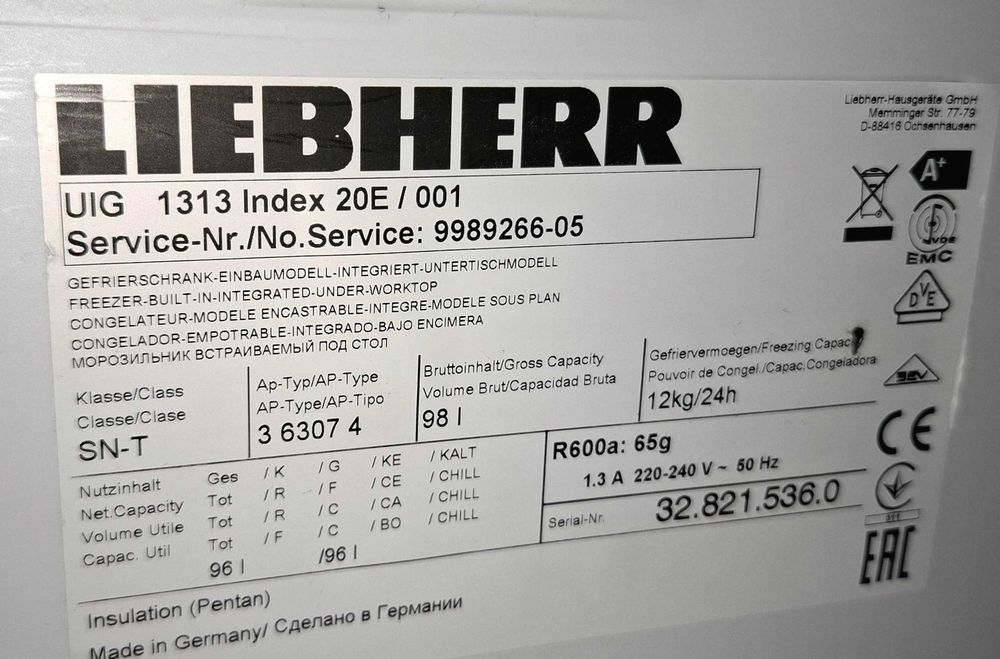 LIEBHERR
Liebherr-Hausgeräte GmbH
Memminger Str. 77-79
D-88416 Ochsenhausen
UIG 1313 Index 20E / 001
Service-Nr./No.Service: 9989266-05
A+
VDE
EMC
DVE
GEFRIERSCHRANK-EINBAUMODELL-INTEGRIERT-UNTERTISCHMODELL
FREEZER-BUILT-IN-INTEGRATED-UNDER-WORKTOP
CONGELATEUR-MODELE ENCASTRABLE-INTEGRE-MODELE SOUS PLAN
CONGELADOR-EMPOTRABLE-INTEGRADO-BAJO ENCIMERA
МОРОЗИЛЬНИК ВСТРАИВАЕМЫЙ ПОД СТОЛ
Klasse/Class
Classe/Clase
SN-T
Ap-Typ/AP-Type
AP-Type/AP-Tipo
3 6307 4
Bruttoinhalt/Gross Capacity
Volume Brut/Capacidad Bruta
98 l
Gefriervermoegen/Freezing Capacity
Pouvoir de Congel./Capac.Congeladora
12kg/24h
Nutzinhalt Ges / K / G / KE / KALT
Net.Capacity Tot / R / F / CE / CHILL
Volume Utile Tot / R / C / CA / CHILL
Capac. Util Tot / F / C / BO / CHILL
96 l /96 l
R600a: 65g
1.3 A 220-240 V ~ 50 Hz
Serial-Nr. 32.821.536.0
CE
011
EAC
Insulation (Pentan)
Made in Germany/ Сделано в Германии